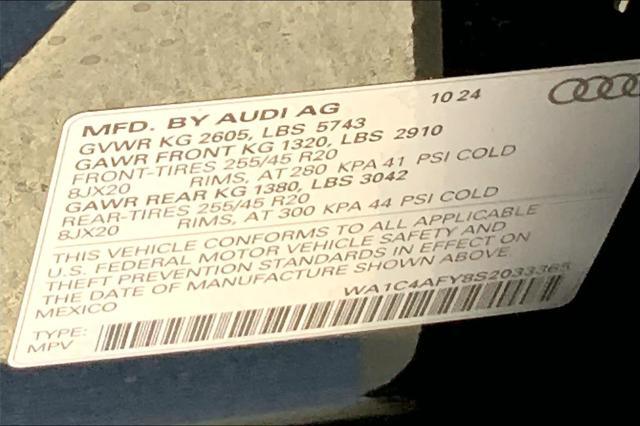 MFD. BY AUDI AG 10 24
GVWR KG 2605, LBS 5743
GAWR FRONT KG 1320, LBS 2910
FRONT-TIRES 255/45 R20
8JX20 RIMS, AT 280 KPA 41 PSI COLD
GAWR REAR KG 1380, LBS 3042
REAR-TIRES 255/45 R20
8JX20 RIMS, AT 300 KPA 44 PSI COLD
THIS VEHICLE CONFORMS TO ALL APPLICABLE
U.S. FEDERAL MOTOR VEHICLE SAFETY AND
THEFT PREVENTION STANDARDS IN EFFECT ON
THE DATE OF MANUFACTURE SHOWN ABOVE.
MEXICO WA1C4AFY8S2033365
TYPE:
MPV